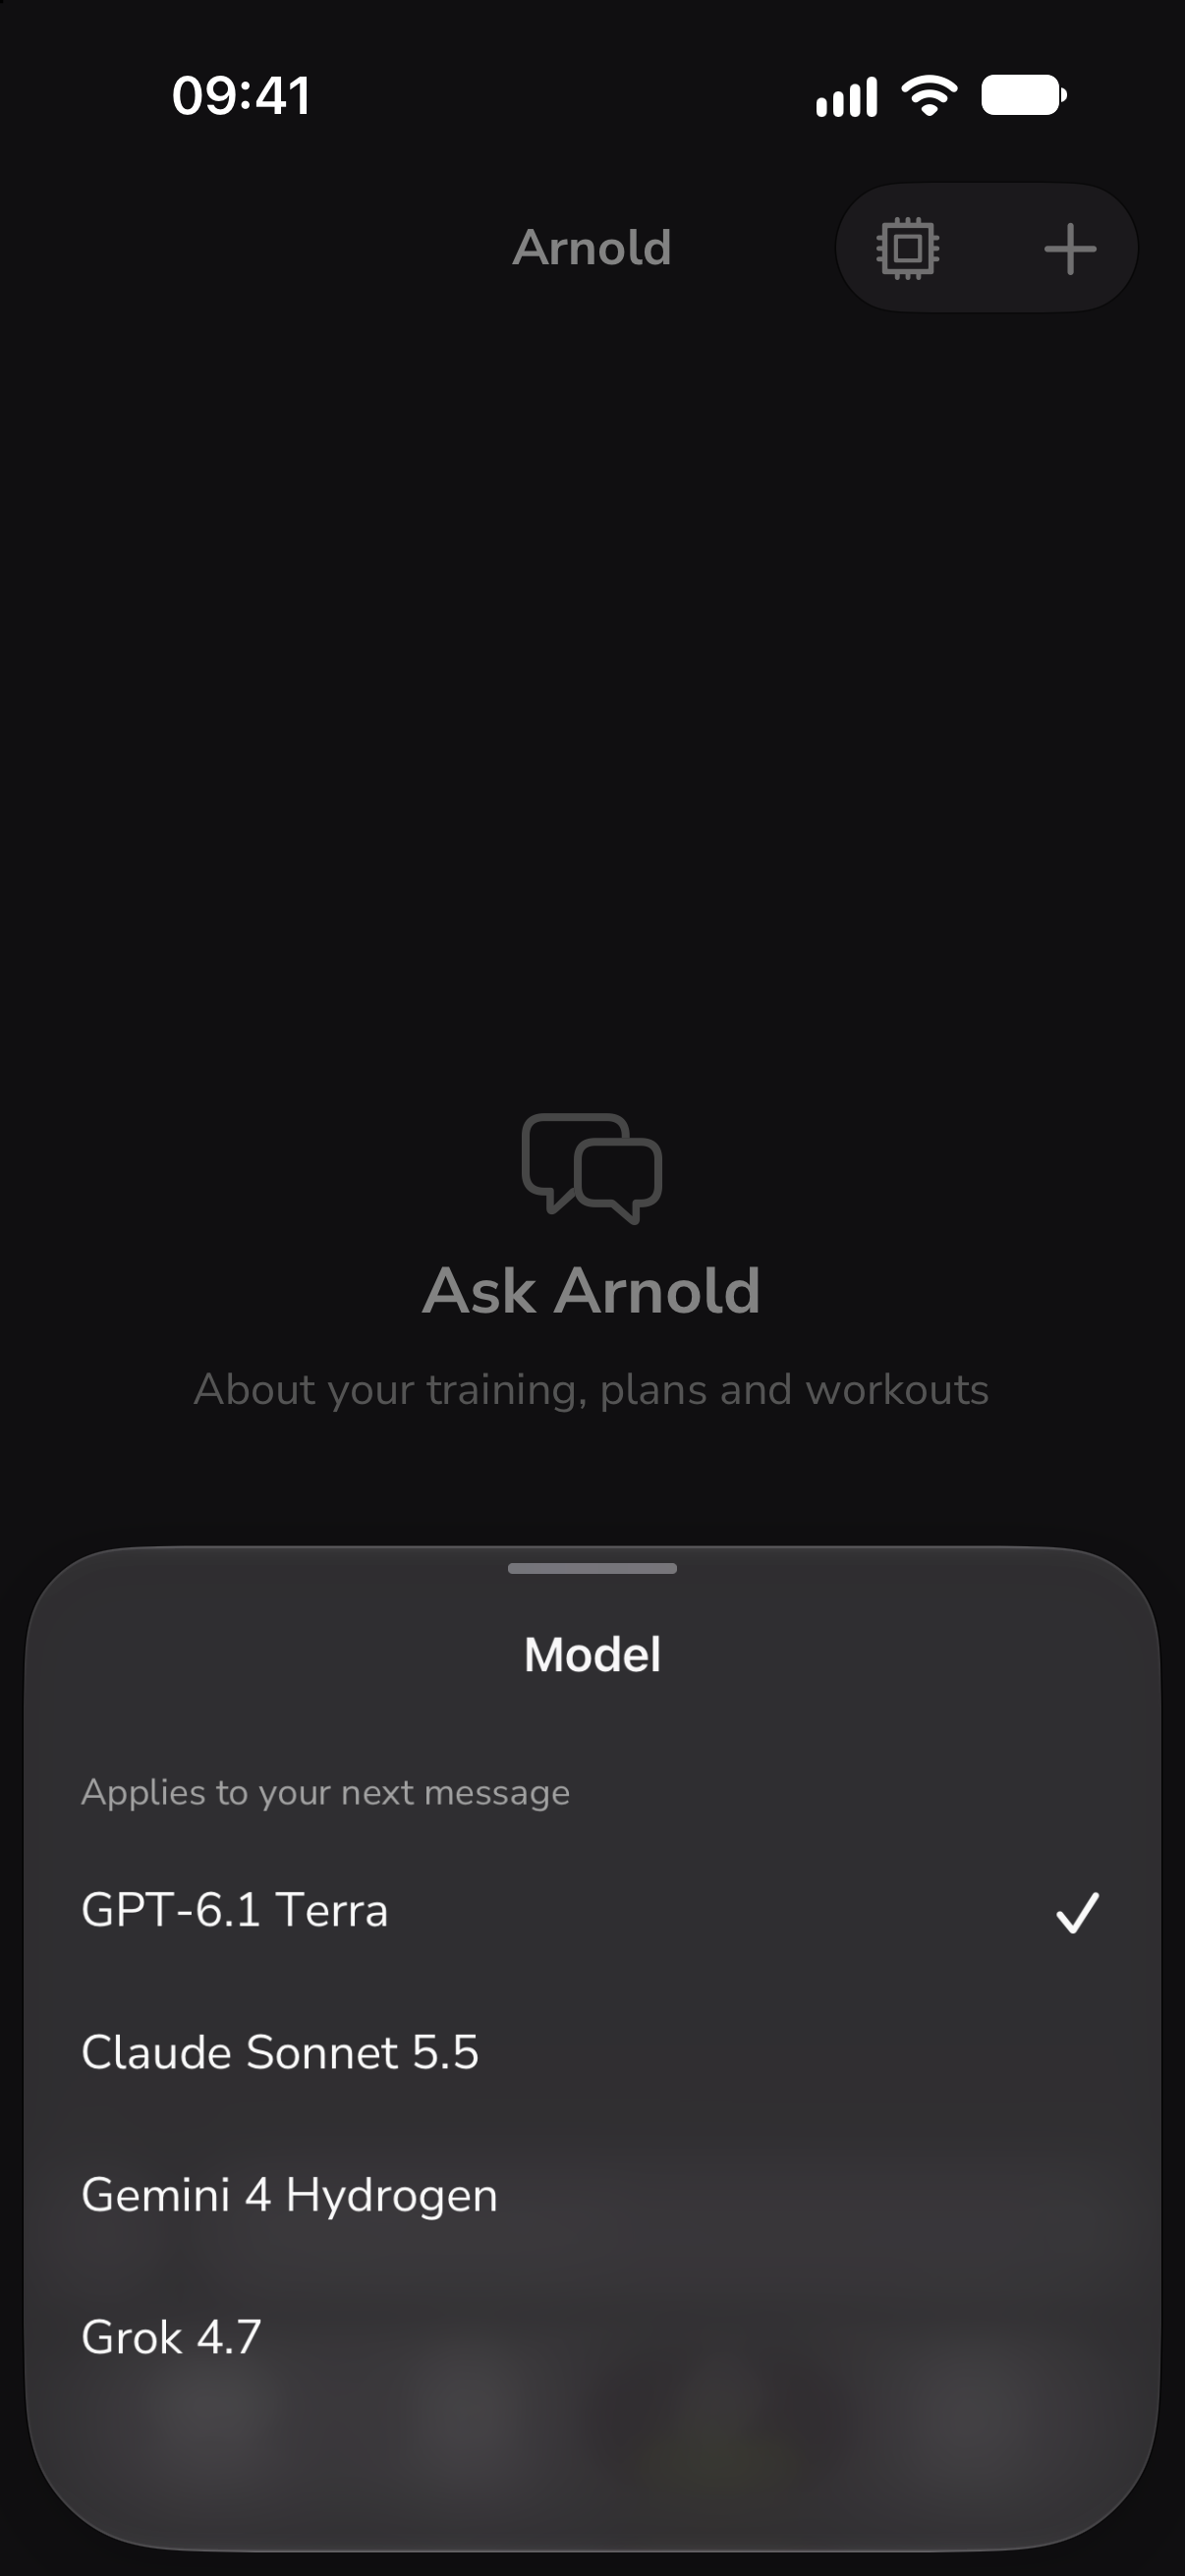 09:41
Arnold
Ask Arnold
About your training, plans and workouts
Model
Applies to your next message
GPT-6.1 Terra
Claude Sonnet 5.5
Gemini 4 Hydrogen
Grok 4.7